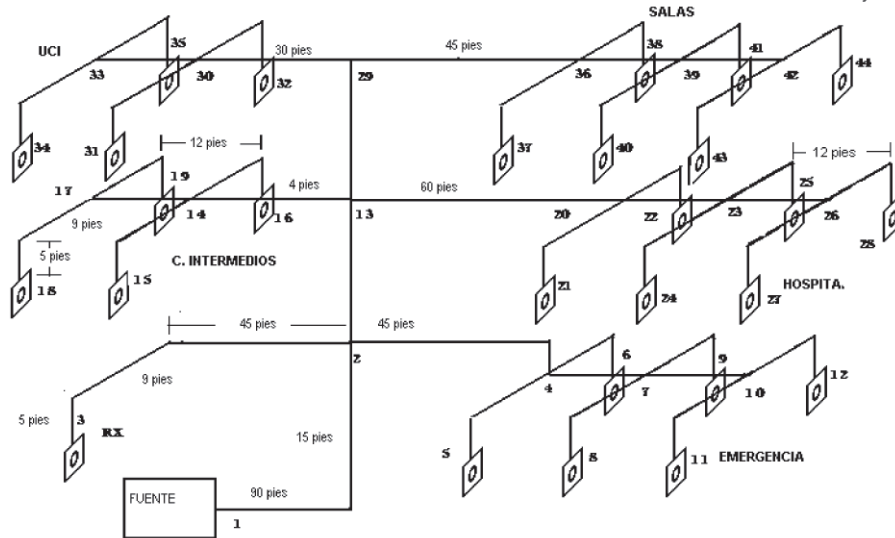 SALAS
UCI
35
30 pies
45 pies
38
41
33
30
32
29
36
39
42
44
34
31
12 pies
37
40
43
12 pies
17
19
4 pies
60 pies
25
9 pies
14
16
13
20
22
23
26
28
5 pies
C. INTERMEDIOS
18
15
21
24
27
HOSPITA.
45 pies
45 pies
2
6
9
9 pies
4
7
10
12
5 pies
3
RX
15 pies
5
8
11
EMERGENCIA
FUENTE
90 pies
1